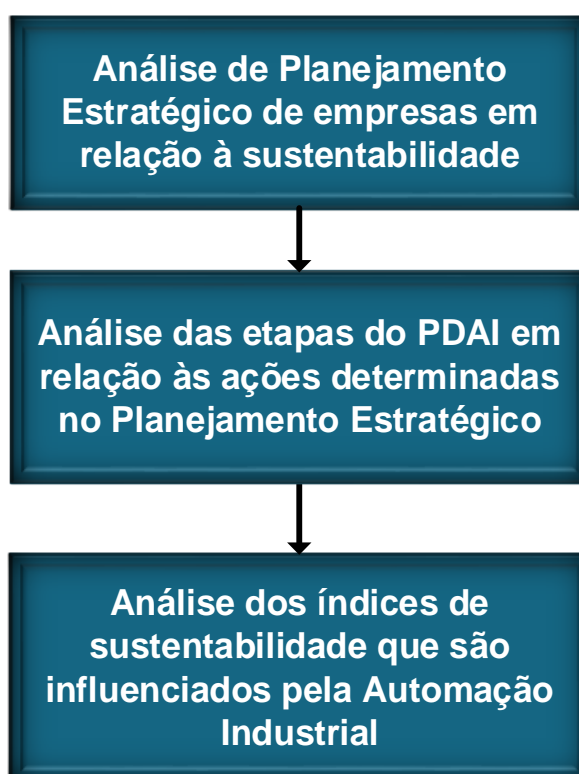 Análise de Planejamento
Estratégico de empresas em
relação à sustentabilidade
Análise das etapas do PDAI em
relação às ações determinadas
no Planejamento Estratégico
Análise dos índices de
sustentabilidade que são
influenciados pela Automação
Industrial